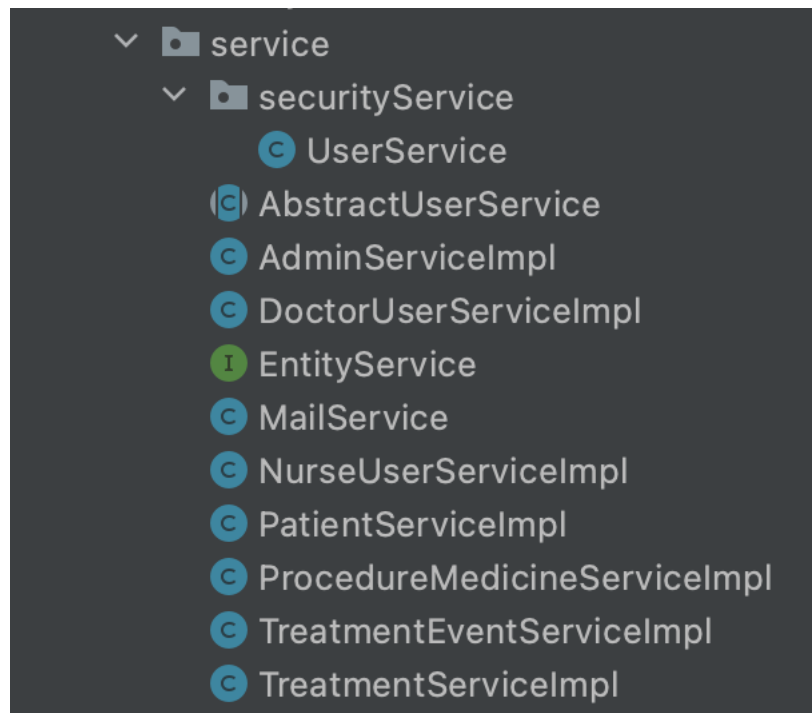 service
securityService
C UserService
C AbstractUserService
C AdminServiceImpl
C DoctorUserServiceImpl
I EntityService
C MailService
C NurseUserServiceImpl
C PatientServiceImpl
C ProcedureMedicineServiceImpl
C TreatmentEventServiceImpl
C TreatmentServiceImpl